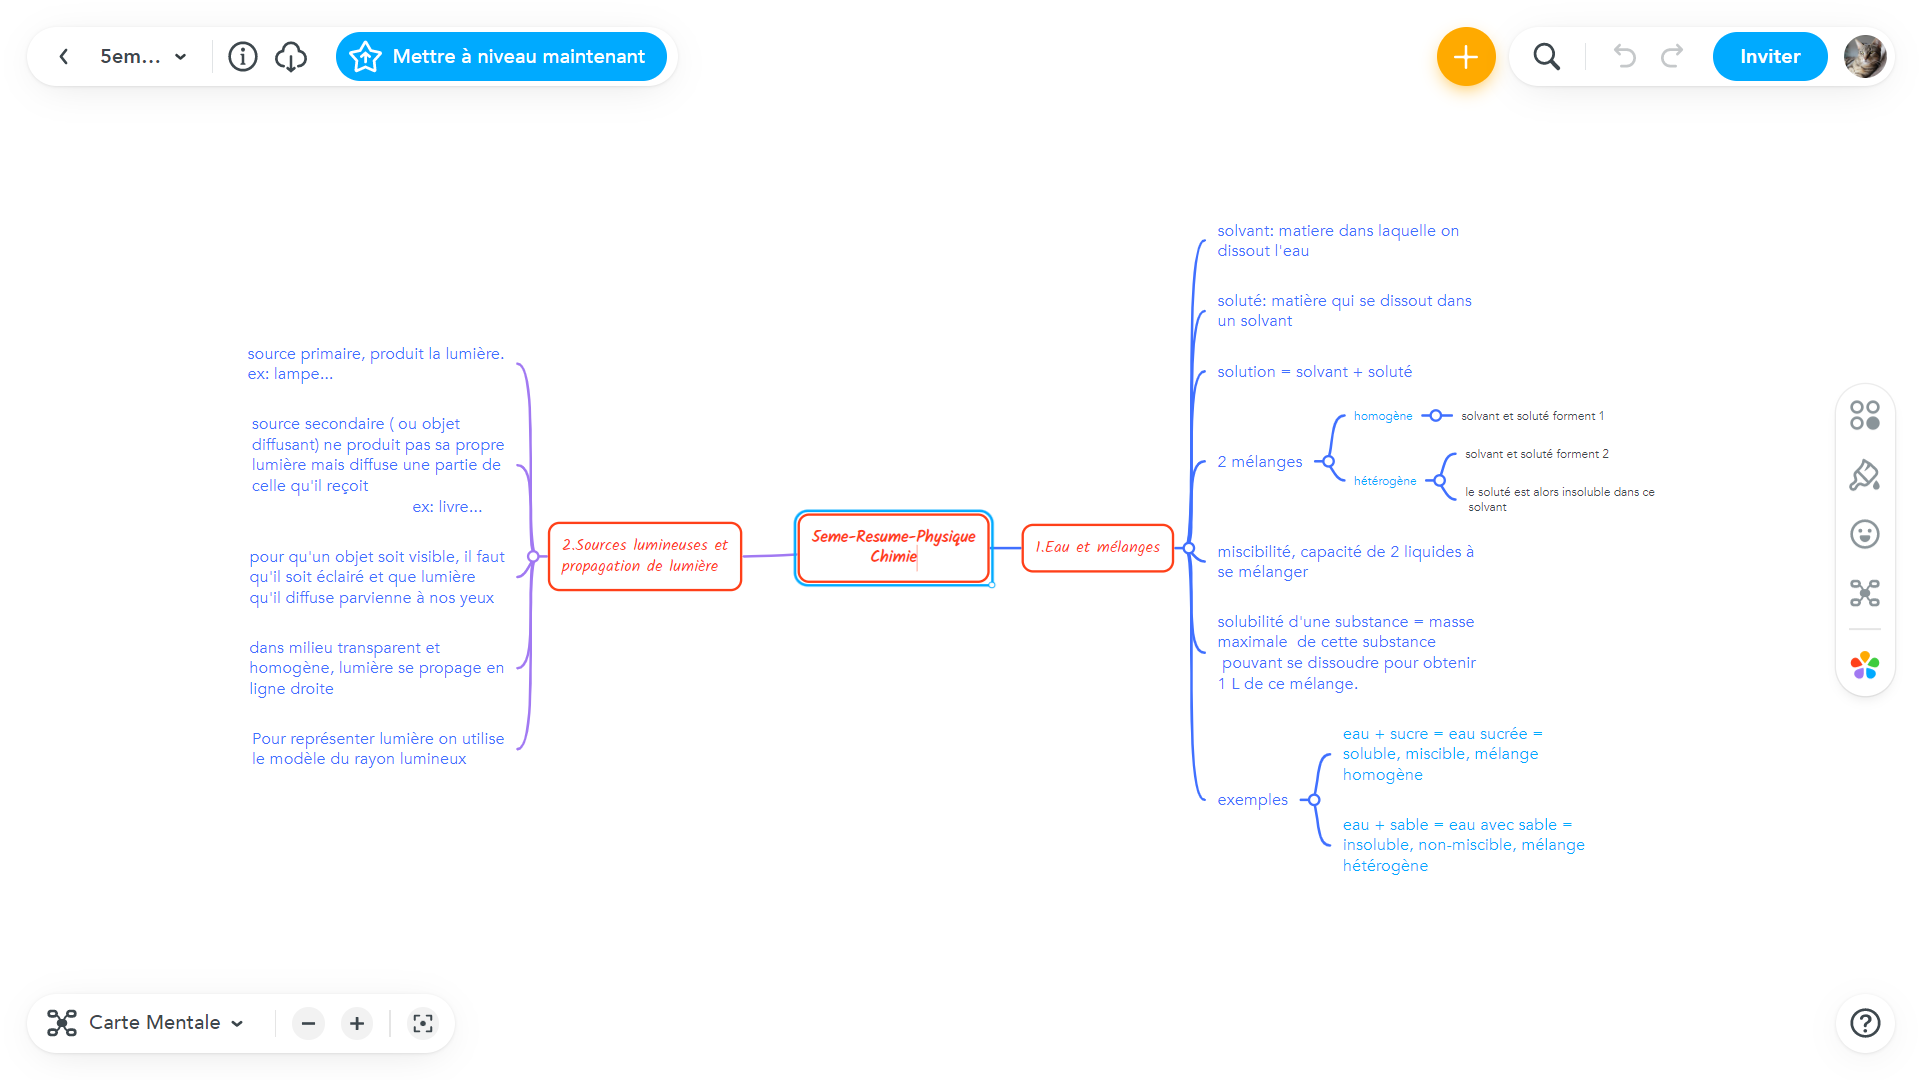 5em...
Mettre à niveau maintenant
Inviter
5eme-Resume-Physique
Chimie
1.Eau et mélanges
solvant: matiere dans laquelle on
dissout l'eau
soluté: matière qui se dissout dans
un solvant
solution = solvant + soluté
2 mélanges
homogène
solvant et soluté forment 1
hétérogène
solvant et soluté forment 2
le soluté est alors insoluble dans ce
solvant
miscibilité, capacité de 2 liquides à
se mélanger
solubilité d'une substance = masse
maximale  de cette substance
pouvant se dissoudre pour obtenir
1 L de ce mélange.
exemples
eau + sucre = eau sucrée =
soluble, miscible, mélange
homogène
eau + sable = eau avec sable =
insoluble, non-miscible, mélange
hétérogène
2.Sources lumineuses et
propagation de lumière
source primaire, produit la lumière.
ex: lampe...
source secondaire ( ou objet
diffusant) ne produit pas sa propre
lumière mais diffuse une partie de
celle qu'il reçoit
ex: livre...
pour qu'un objet soit visible, il faut
qu'il soit éclairé et que lumière
qu'il diffuse parvienne à nos yeux
dans milieu transparent et
homogène, lumière se propage en
ligne droite
Pour représenter lumière on utilise
le modèle du rayon lumineux
Carte Mentale